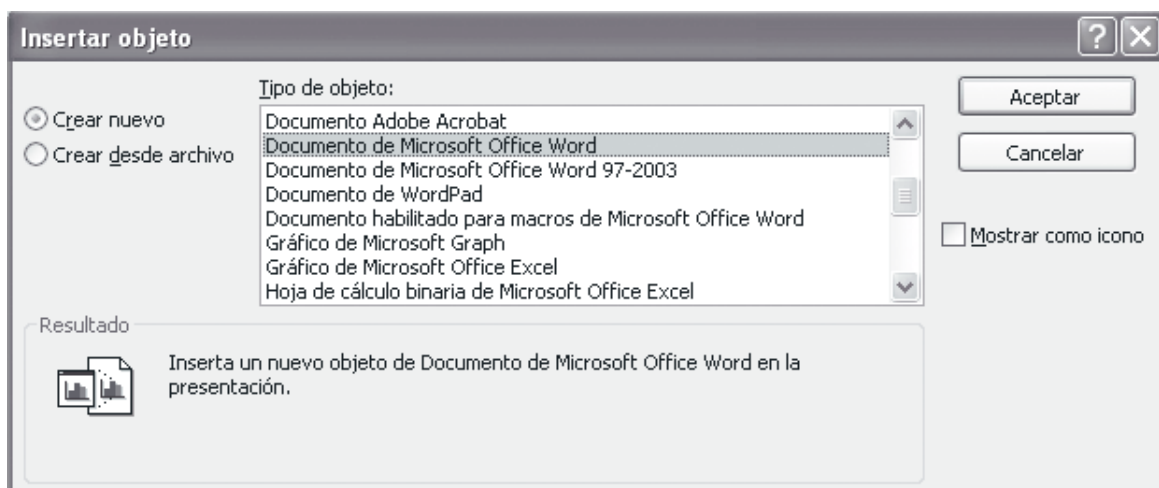 Insertar objeto
Tipo de objeto:
Crear nuevo
Crear desde archivo
Documento Adobe Acrobat
Documento de Microsoft Office Word
Documento de Microsoft Office Word 97-2003
Documento de WordPad
Documento habilitado para macros de Microsoft Office Word
Gráfico de Microsoft Graph
Gráfico de Microsoft Office Excel
Hoja de cálculo binaria de Microsoft Office Excel
Aceptar
Cancelar
Mostrar como icono
Resultado
Inserta un nuevo objeto de Documento de Microsoft Office Word en la
presentación.